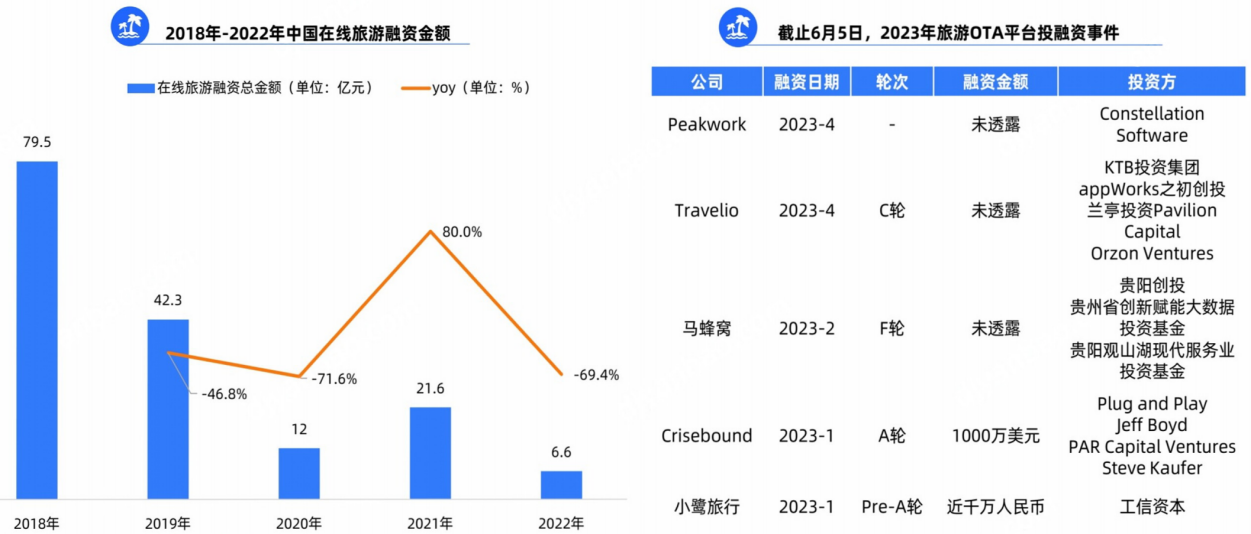 2018年-2022年中国在线旅游融资金额
在线旅游融资总金额（单位：亿元）
yoy（单位：%）
79.5
42.3
12
21.6
6.6
-46.8%
-71.6%
80.0%
-69.4%
2018年
2019年
2020年
2021年
2022年
截止6月5日，2023年旅游OTA平台投融资事件
公司 融资日期 轮次 融资金额 投资方
Peakwork 2023-4 - 未透露 Constellation
Software
Travelio 2023-4 C轮 未透露 KTB投资集团
appWorks之初创投
兰亭投资Pavilion
Capital
Orzon Ventures
马蜂窝 2023-2 F轮 未透露 贵阳创投
贵州省创新赋能大数据
投资基金
贵阳观山湖现代服务业
投资基金
Crisebound 2023-1 A轮 1000万美元 Plug and Play
Jeff Boyd
PAR Capital Ventures
Steve Kaufer
小鹭旅行 2023-1 Pre-A轮 近千万人民币 工信资本